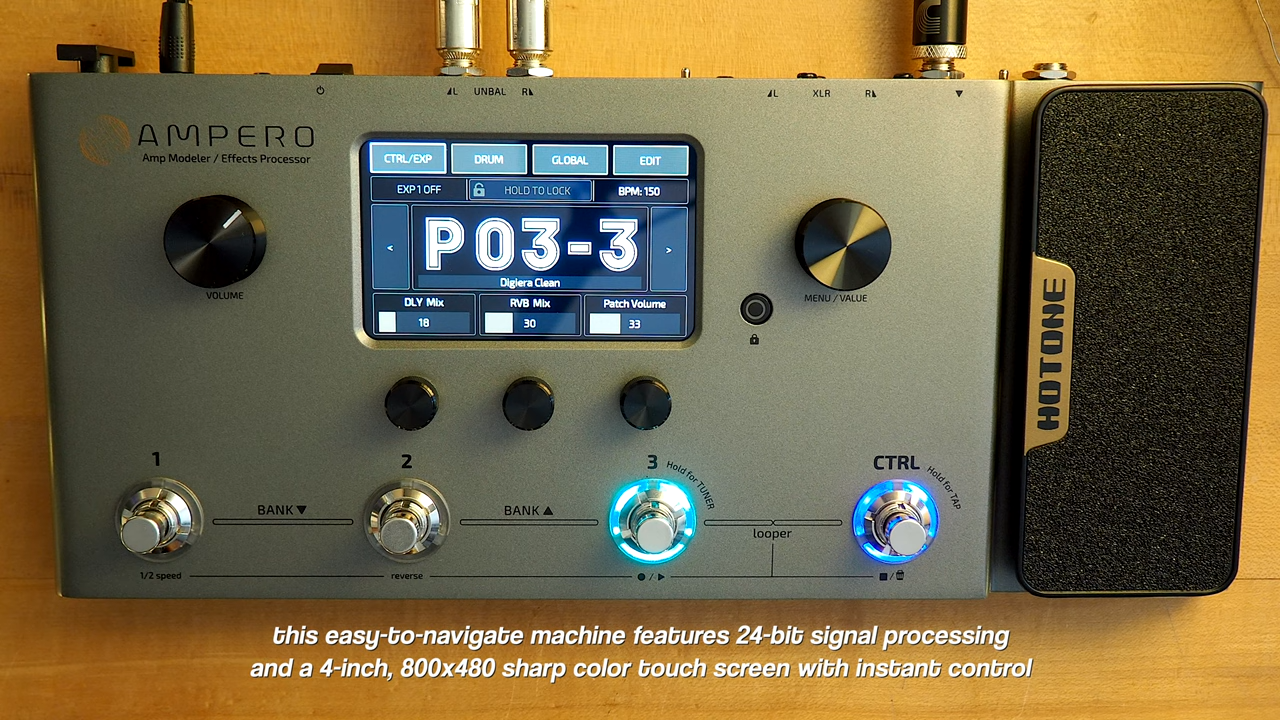 L UNBAL R
L XLR R
AMPERO
Amp Modeler / Effects Processor
CTRL/EXP DRUM GLOBAL EDIT
EXP 1 OFF HOLD TO LOCK BPM: 150
< P03-3 >
Digiera Clean
DLY Mix RVB Mix Patch Volume
18 30 33
VOLUME
MENU / VALUE
HOTONE
1 2 3 CTRL
Hold for TUNER
Hold for TAP
BANK ▼ BANK ▲
looper
1/2 speed reverse
this easy-to-navigate machine features 24-bit signal processing
and a 4-inch, 800x480 sharp color touch screen with instant control